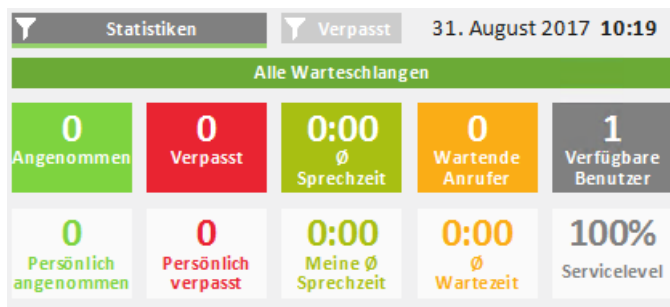 Statistiken
Verpasst
31. August 2017 10:19
Alle Warteschlangen
0
Angenommen
0
Verpasst
0:00
Ø
Sprechzeit
0
Wartende
Anrufer
1
Verfügbare
Benutzer
0
Persönlich
angenommen
0
Persönlich
verpasst
0:00
Meine Ø
Sprechzeit
0:00
Ø
Wartezeit
100%
Servicelevel